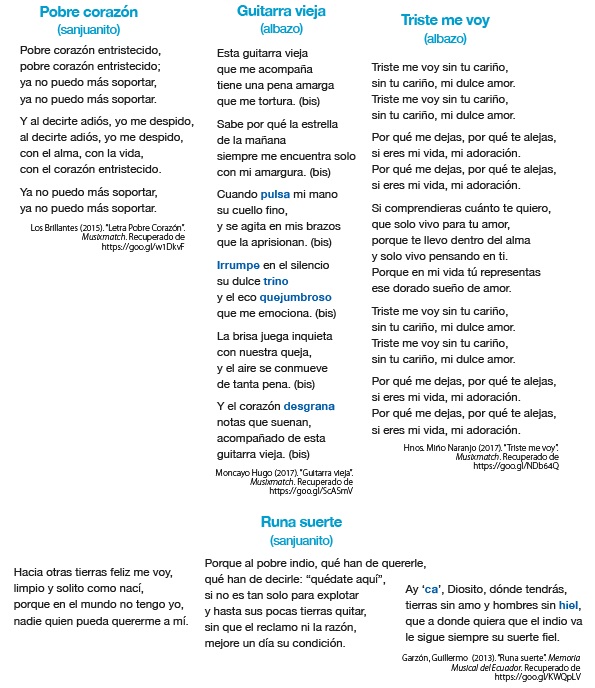 Pobre corazón
(sanjuanito)
Pobre corazón entristecido,
pobre corazón entristecido;
ya no puedo más soportar,
ya no puedo más soportar.
Y al decirte adiós, yo me despido,
al decirte adiós, yo me despido,
con el alma, con la vida,
con el corazón entristecido.
Ya no puedo más soportar,
ya no puedo más soportar.
Los Brillantes (2015). "Letra Pobre Corazón".
Musixmatch. Recuperado de
https://goo.gl/w1DkvF
Guitarra vieja
(albazo)
Esta guitarra vieja
que me acompaña
tiene una pena amarga
que me tortura. (bis)
Sabe por qué la estrella
de la mañana
siempre me encuentra solo
con mi amargura. (bis)
Cuando pulsa mi mano
su cuello fino,
y se agita en mis brazos
que la aprisionan. (bis)
Irrumpe en el silencio
su dulce trino
y el eco quejumbroso
que me emociona. (bis)
La brisa juega inquieta
con nuestra queja,
y el aire se conmueve
de tanta pena. (bis)
Y el corazón desgrana
notas que suenan,
acompañado de esta
guitarra vieja. (bis)
Moncayo Hugo (2017). "Guitarra vieja".
Musixmatch. Recuperado de
https://goo.gl/ScASmV
Triste me voy
(albazo)
Triste me voy sin tu cariño,
sin tu cariño, mi dulce amor.
Triste me voy sin tu cariño,
sin tu cariño, mi dulce amor.
Por qué me dejas, por qué te alejas,
si eres mi vida, mi adoración.
Por qué me dejas, por qué te alejas,
si eres mi vida, mi adoración.
Si comprendieras cuánto te quiero,
que solo vivo para tu amor,
porque te llevo dentro del alma
y solo vivo pensando en ti.
Porque en mi vida tú representas
ese dorado sueño de amor.
Triste me voy sin tu cariño,
sin tu cariño, mi dulce amor.
Triste me voy sin tu cariño,
sin tu cariño, mi dulce amor.
Por qué me dejas, por qué te alejas,
si eres mi vida, mi adoración.
Por qué me dejas, por qué te alejas,
si eres mi vida, mi adoración.
Hnos. Miño Naranjo (2017). "Triste me voy".
Musixmatch. Recuperado de
https://goo.gl/NDb64Q
Runa suerte
(sanjuanito)
Hacia otras tierras feliz me voy,
limpio y solito como nací,
porque en el mundo no tengo yo,
nadie quien pueda quererme a mí.
Porque al pobre indio, qué han de quererle,
qué han de decirle: "quédate aquí",
si no es tan solo para explotar
y hasta sus pocas tierras quitar,
sin que el reclamo ni la razón,
mejore un día su condición.
Ay 'ca', Diosito, dónde tendrás,
tierras sin amo y hombres sin hiel,
que a donde quiera que el indio va
le sigue siempre su suerte fiel.
Garzón, Guillermo (2013). "Runa suerte". Memoria
Musical del Ecuador. Recuperado de
https://goo.gl/KWQpLV